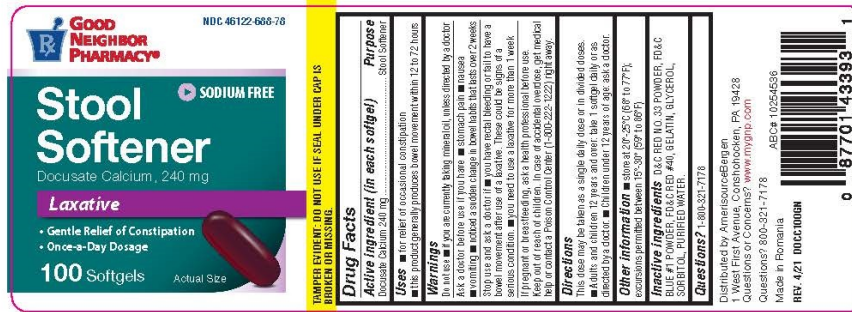 GOOD
NEIGHBOR
PHARMACY®
NDC 46122-688-78
SODIUM FREE
Stool
Softener
Docusate Calcium, 240 mg
Laxative
• Gentle Relief of Constipation
• Once-a-Day Dosage
100 Softgels
Actual Size
TAMPER EVIDENT: DO NOT USE IF SEAL UNDER CAP IS
BROKEN OR MISSING.
Drug Facts
Active ingredient (in each softgel) Purpose
Docusate Calcium 240 mg Stool Softener
Uses ■ for relief of occasional constipation
■ this product generally produces bowel movement within 12 to 72 hours
Warnings
Do not use ■ if you are currently taking mineral oil, unless directed by a doctor
Ask a doctor before use if you have ■ stomach pain ■ nausea
■ vomiting ■ noticed a sudden change in bowel habits that lasts over 2 weeks
Stop use and ask a doctor if ■ you have rectal bleeding or fail to have a
bowel movement after use of a laxative. These could be signs of a
serious condition. ■ you need to use a laxative for more than 1 week
If pregnant or breastfeeding, ask a health professional before use.
Keep out of reach of children. In case of accidental overdose, get medical
help or contact a Poison Control Center (1-800-222-1222) right away.
Directions
This dose may be taken as a single daily dose or in divided doses.
■ Adults and children 12 years and over: take 1 softgel daily or as
directed by a doctor. ■ Children under 12 years of age: ask a doctor.
Other information ■ store at 20°-25°C (68° to 77°F);
excursions permitted between 15°-30° (59° to 86°F)
Inactive ingredients D&C RED NO. 33 POWDER, FD&C
BLUE #1 POWDER, FD&C RED #40, GELATIN, GLYCEROL,
SORBITOL, PURIFIED WATER.
Questions? 1-800-321-7178
Distributed by AmerisourceBergen
1 West First Avenue, Conshohocken, PA 19428
Questions or Concerns? www.mygnp.com
Questions? 800-321-7178
Made in Romania
ABC# 10254536
REV. 4/21 DOCC100GN
0 87701 43393 1